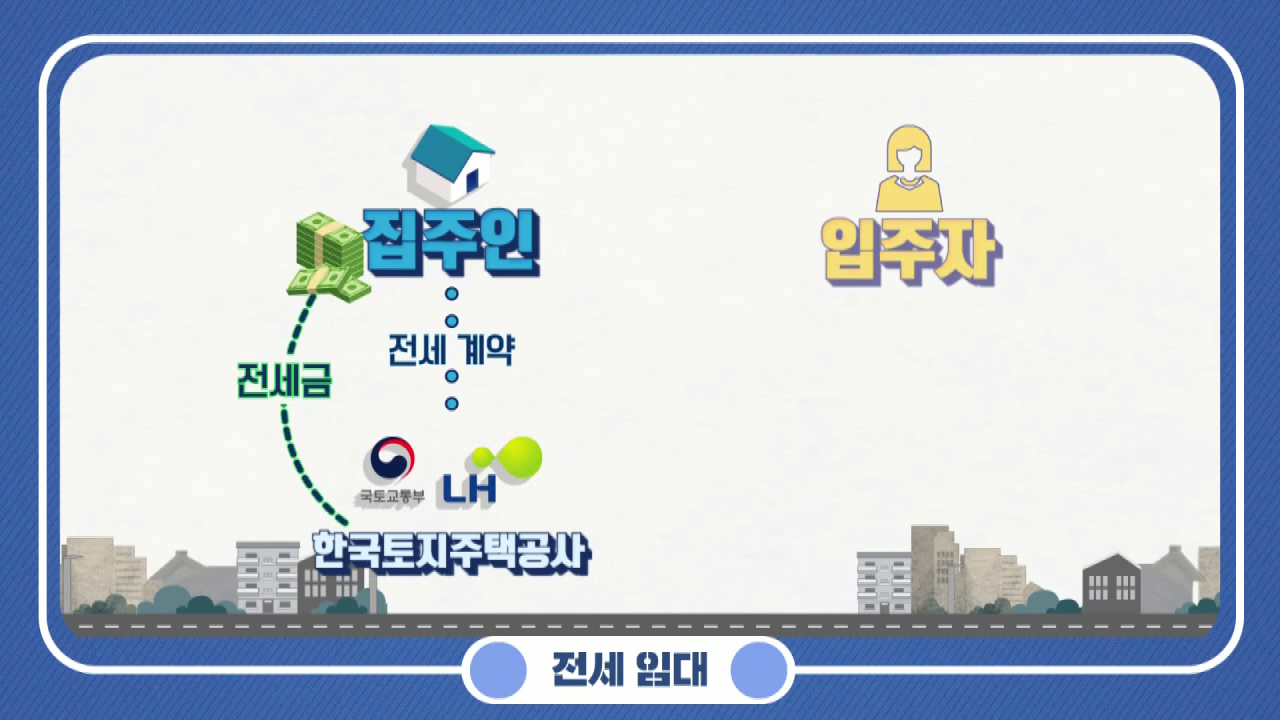 집주인
입주자
전세 계약
전세금
국토교통부
LH
한국토지주택공사
전세 임대